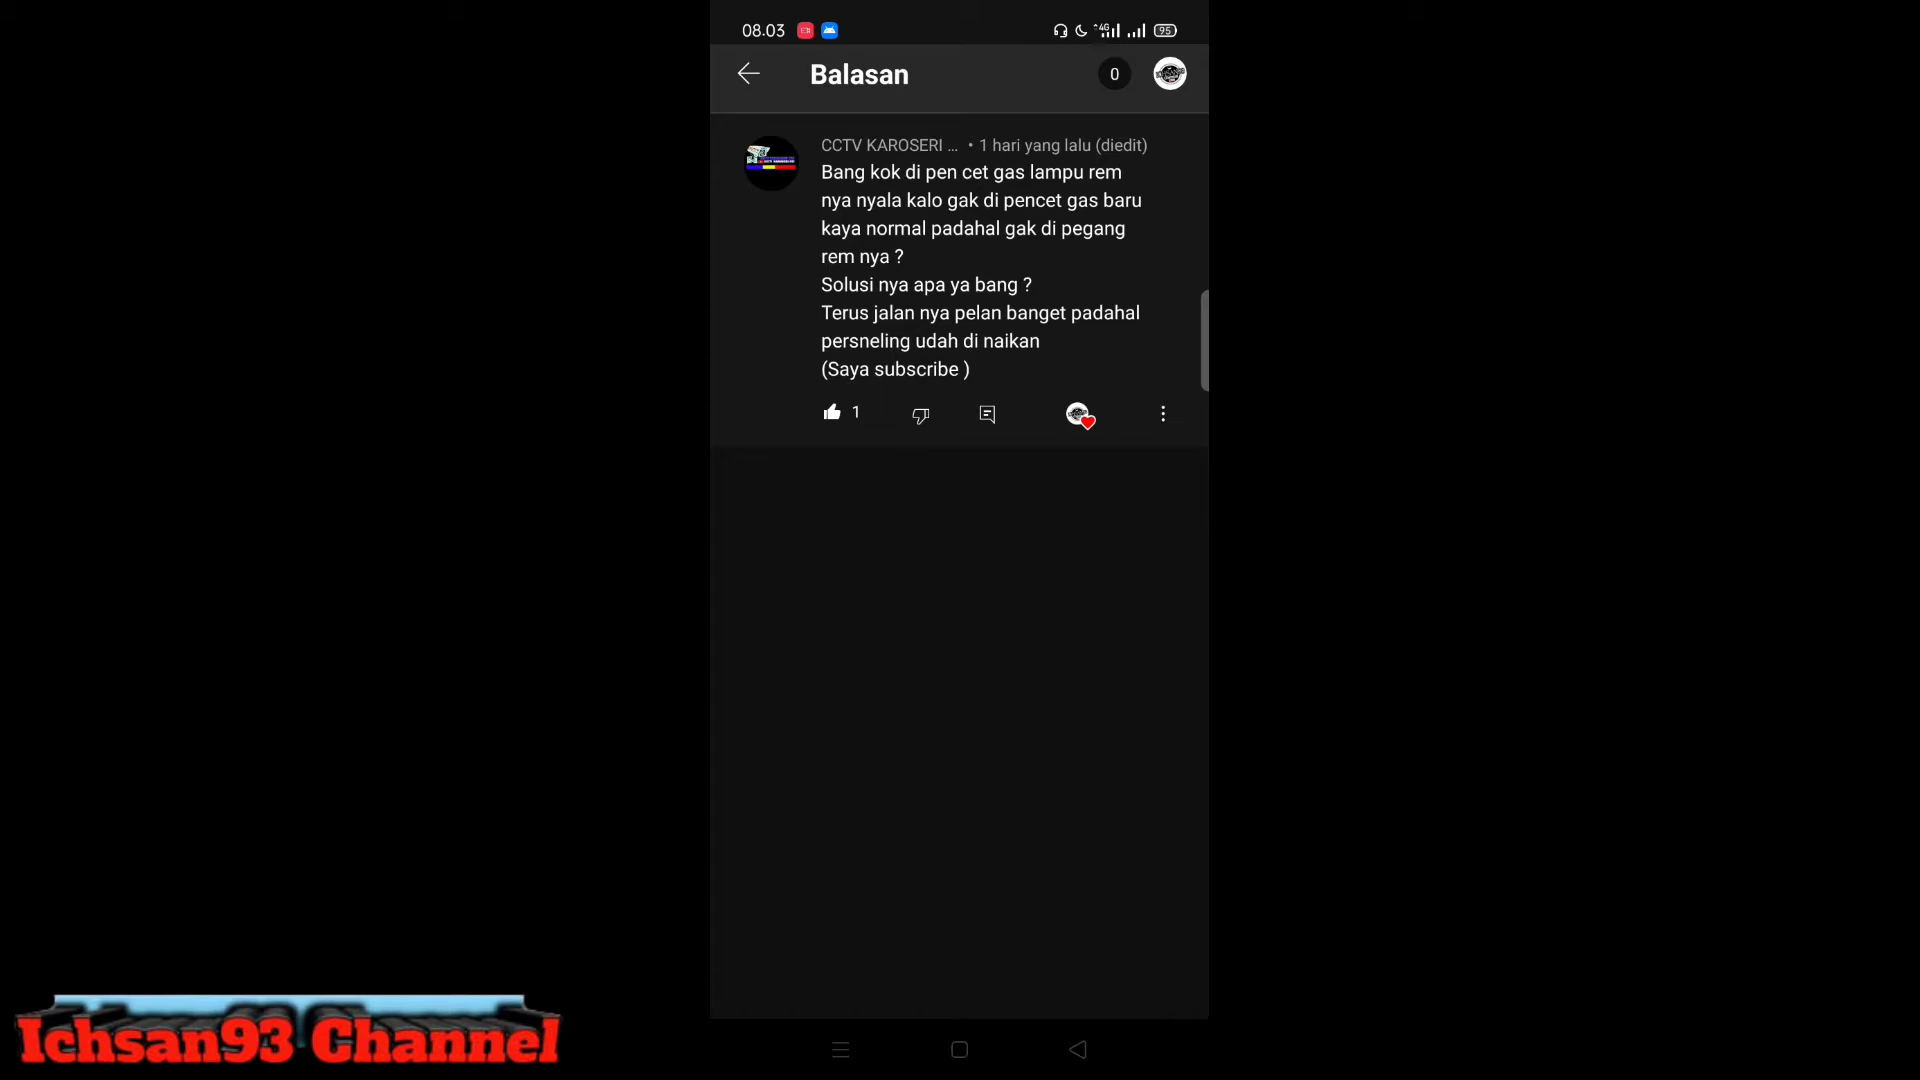 08.03
4G
95
Balasan
0
CCTV KAROSERI ... • 1 hari yang lalu (diedit)
Bang kok di pen cet gas lampu rem
nya nyala kalo gak di pencet gas baru
kaya normal padahal gak di pegang
rem nya ?
Solusi nya apa ya bang ?
Terus jalan nya pelan banget padahal
persneling udah di naikan
(Saya subscribe )
1
Ichsan93 Channel